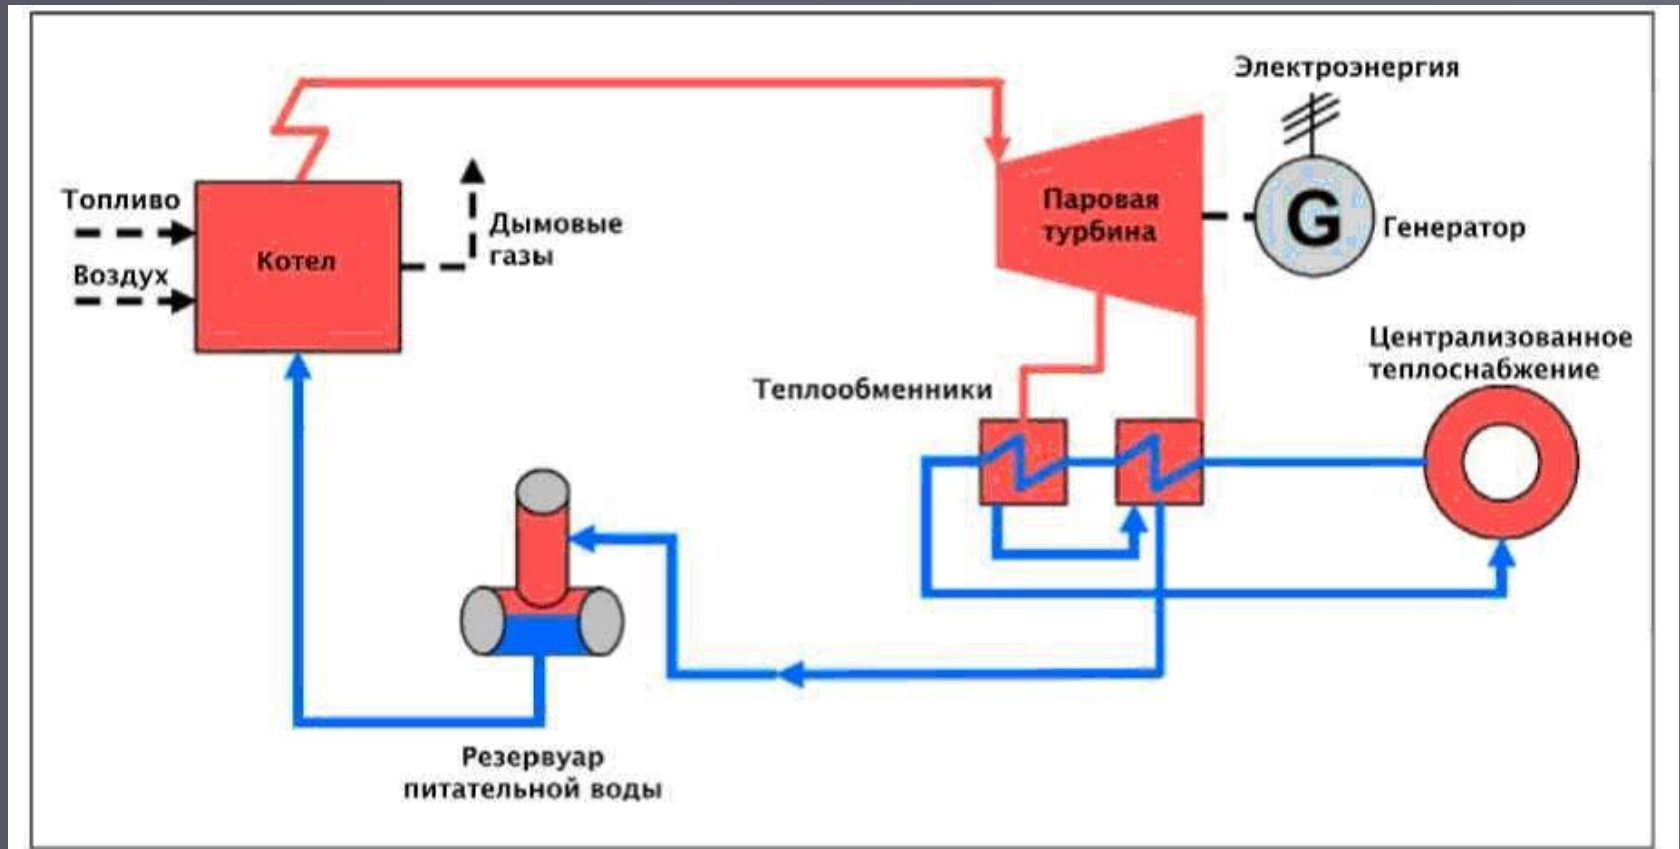 Электроэнергия
Топливо
Воздух
Котел
Дымовые
газы
Паровая
турбина
G
Генератор
Централизованное
теплоснабжение
Теплообменники
Резервуар
питательной воды